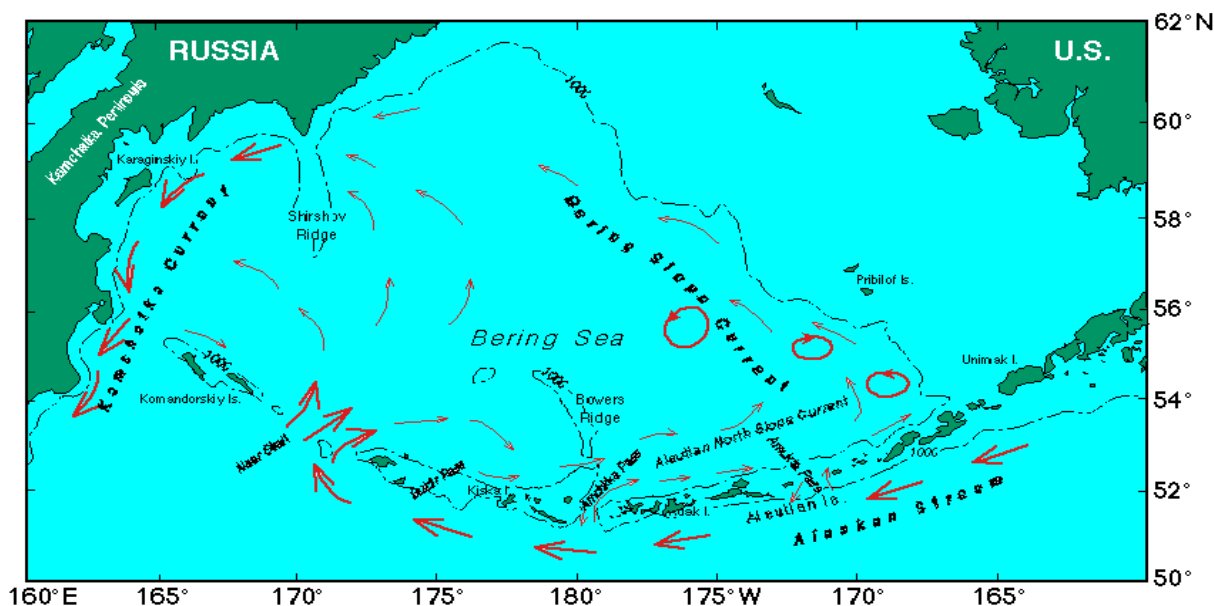 62°N
RUSSIA
U.S.
Kamchatka Peninsula
1000
60°
Karaginskiy I.
Shirshov
Ridge
58°
Kamchatka Current
Bering Slope Current
Pribilof Is.
56°
Bering Sea
1000
Unimak I.
1000
Komandorskiy Is.
Bowers
Ridge
54°
Aleutian North Slope Current
Near Strait
Amukta Pass
1000
Buldir Pass
Amchitka Pass
Kiska I.
52°
Adak I.
Aleutian Is.
Alaskan Stream
50°
160°E
165°
170°
175°
180°
175°W
170°
165°